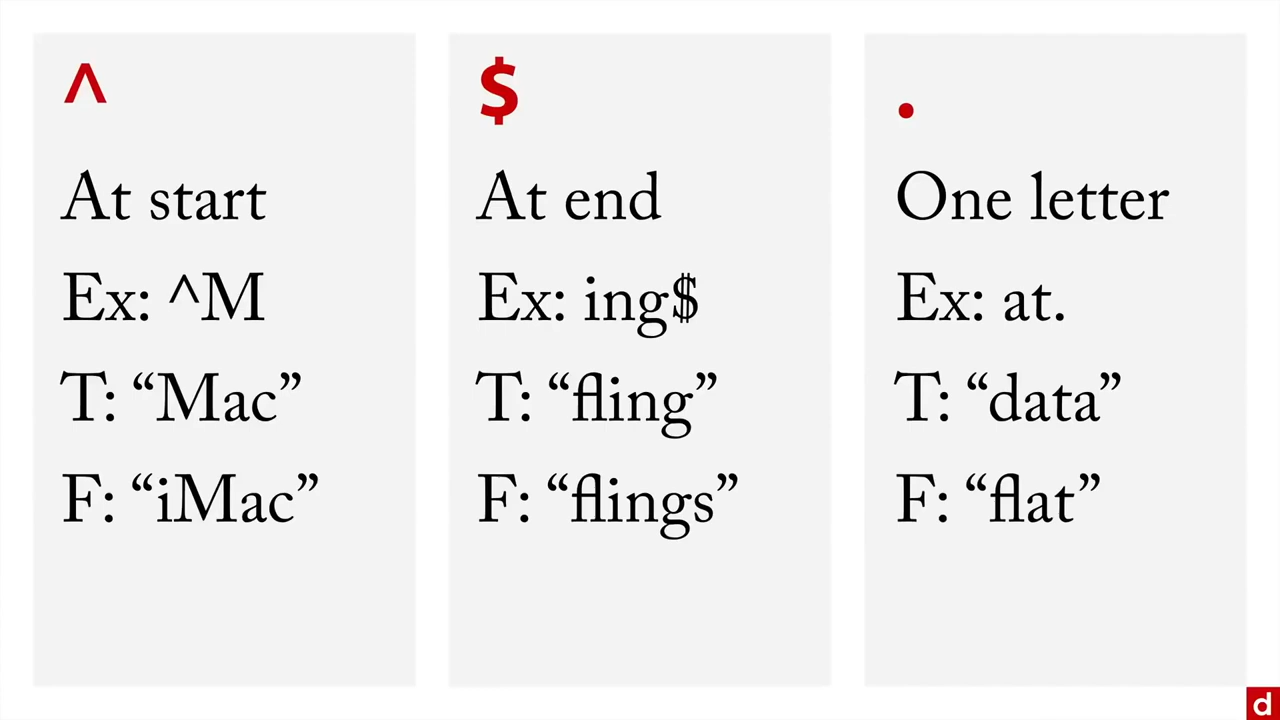 ^
At start
Ex: ^M
T: “Mac”
F: “iMac”
$
At end
Ex: ing$
T: “fling”
F: “flings”
.
One letter
Ex: at.
T: “data”
F: “flat”
d